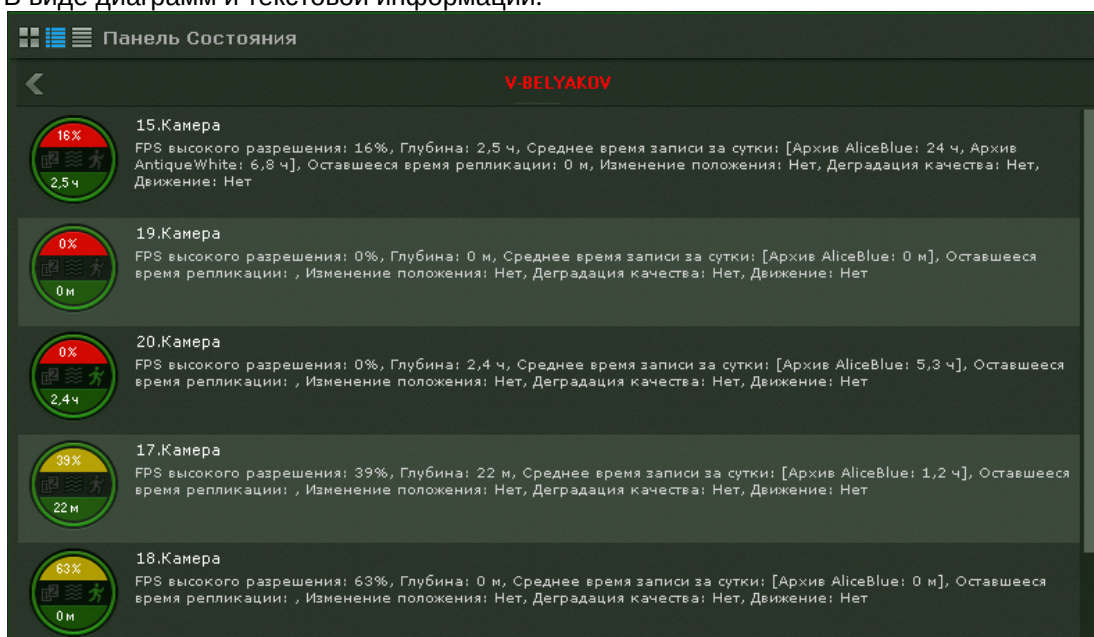 В виде диаграмм и текстовой информации.
Панель Состояния
V-BELYAKOV
16%
2,5 ч
15.Камера
FPS высокого разрешения: 16%, Глубина: 2,5 ч, Среднее время записи за сутки: [Архив AliceBlue: 24 ч, Архив
AntiqueWhite: 6,8 ч], Оставшееся время репликации: 0 м, Изменение положения: Нет, Деградация качества: Нет,
Движение: Нет
0%
0 м
19.Камера
FPS высокого разрешения: 0%, Глубина: 0 м, Среднее время записи за сутки: [Архив AliceBlue: 0 м], Оставшееся
время репликации: , Изменение положения: Нет, Деградация качества: Нет, Движение: Нет
0%
2,4 ч
20.Камера
FPS высокого разрешения: 0%, Глубина: 2,4 ч, Среднее время записи за сутки: [Архив AliceBlue: 5,3 ч], Оставшееся
время репликации: , Изменение положения: Нет, Деградация качества: Нет, Движение: Нет
39%
22 м
17.Камера
FPS высокого разрешения: 39%, Глубина: 22 м, Среднее время записи за сутки: [Архив AliceBlue: 1,2 ч], Оставшееся
время репликации: , Изменение положения: Нет, Деградация качества: Нет, Движение: Нет
63%
0 м
18.Камера
FPS высокого разрешения: 63%, Глубина: 0 м, Среднее время записи за сутки: [Архив AliceBlue: 0 м], Оставшееся
время репликации: , Изменение положения: Нет, Деградация качества: Нет, Движение: Нет